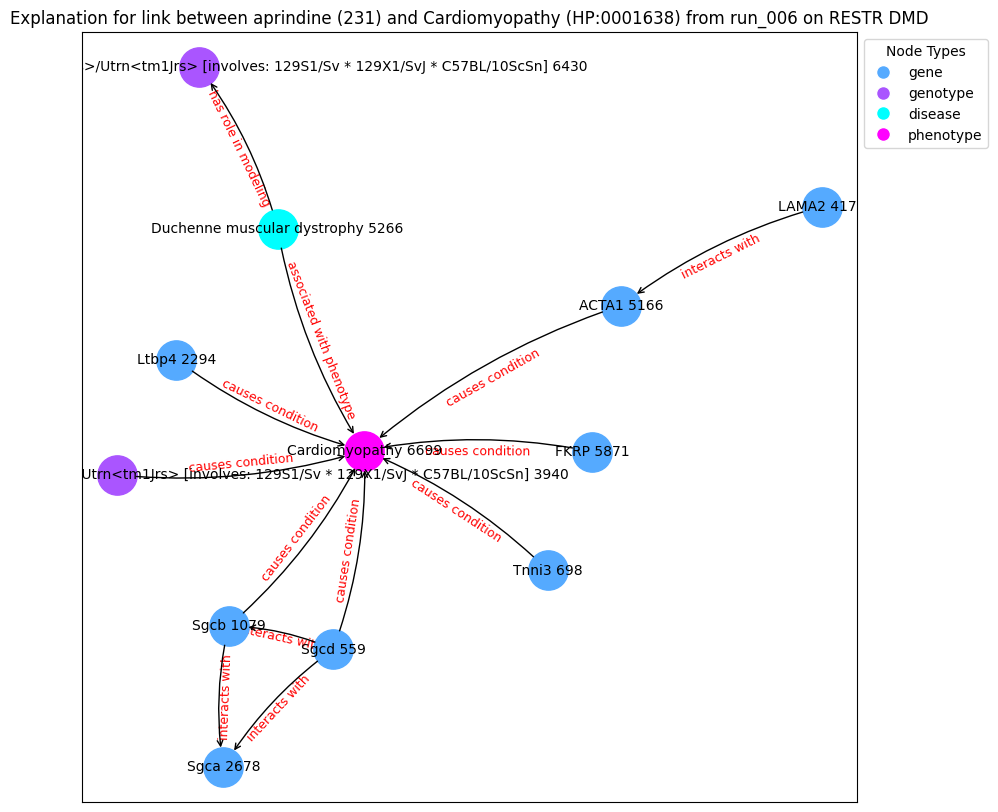 Explanation for link between aprindine (231) and Cardiomyopathy (HP:0001638) from run_006 on RESTR DMD
Node Types
gene
genotype
disease
phenotype
>/Utrn<tm1Jrs> [involves: 129S1/Sv * 129X1/SvJ * C57BL/10ScSn] 6430
has role in modeling
LAMA2 417
Duchenne muscular dystrophy 5266
interacts with
associated with phenotype
ACTA1 5166
Ltbp4 2294
causes condition
causes condition
Cardiomyopathy 6699
causes condition
FKRP 5871
causes condition
Utrn<tm1Jrs> [involves: 129S1/Sv * 129X1/SvJ * C57BL/10ScSn] 3940
causes condition
causes condition
causes condition
Tnni3 698
Sgcb 1079
teracts wi
Sgcd 559
interacts with
interacts with
Sgca 2678